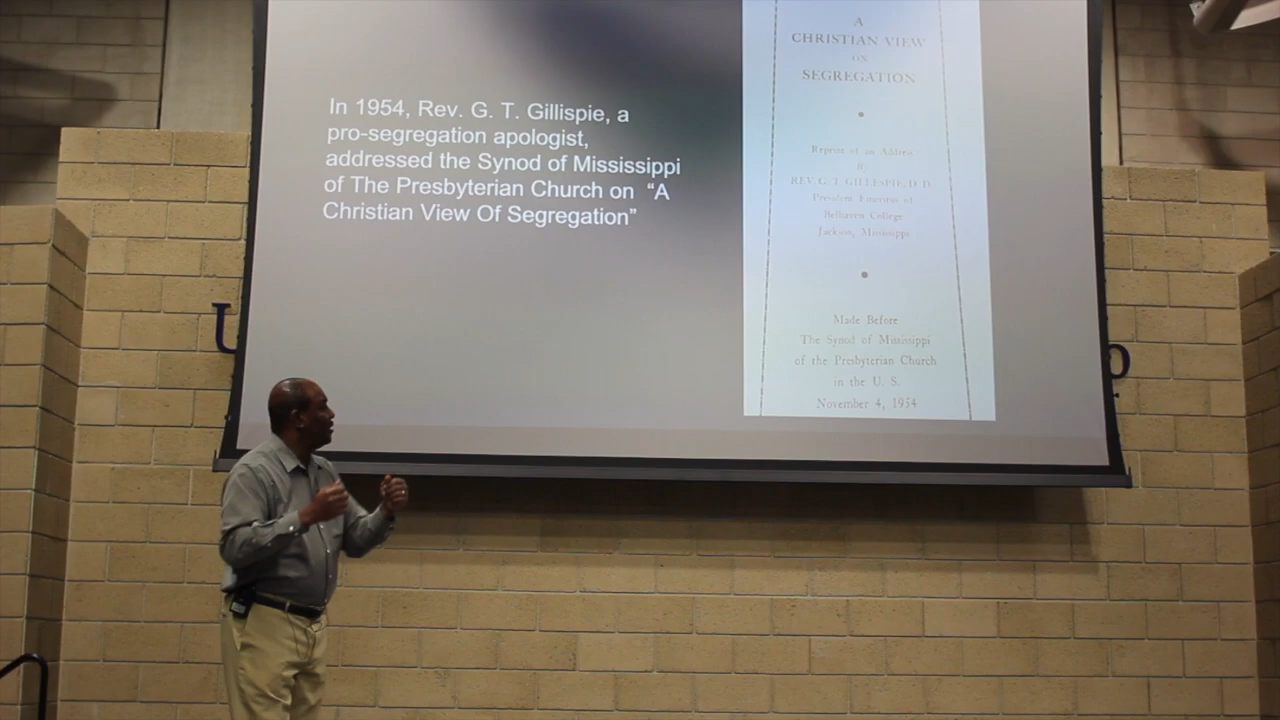 In 1954, Rev. G. T. Gillispie, a
pro-segregation apologist,
addressed the Synod of Mississippi
of The Presbyterian Church on “A
Christian View Of Segregation”
A
CHRISTIAN VIEW
ON
SEGREGATION
Reprint of an Address
By
REV. G. T. GILLESPIE, D. D.
President Emeritus of
Belhaven College
Jackson, Mississippi
Made Before
The Synod of Mississippi
of the Presbyterian Church
in the U. S.
November 4, 1954
U